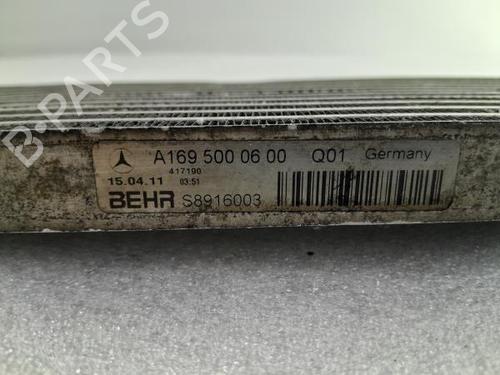 B-PARTS
A169 500 06 00 Q01 Germany
417190
15.04.11 03:51
BEHR S8916003